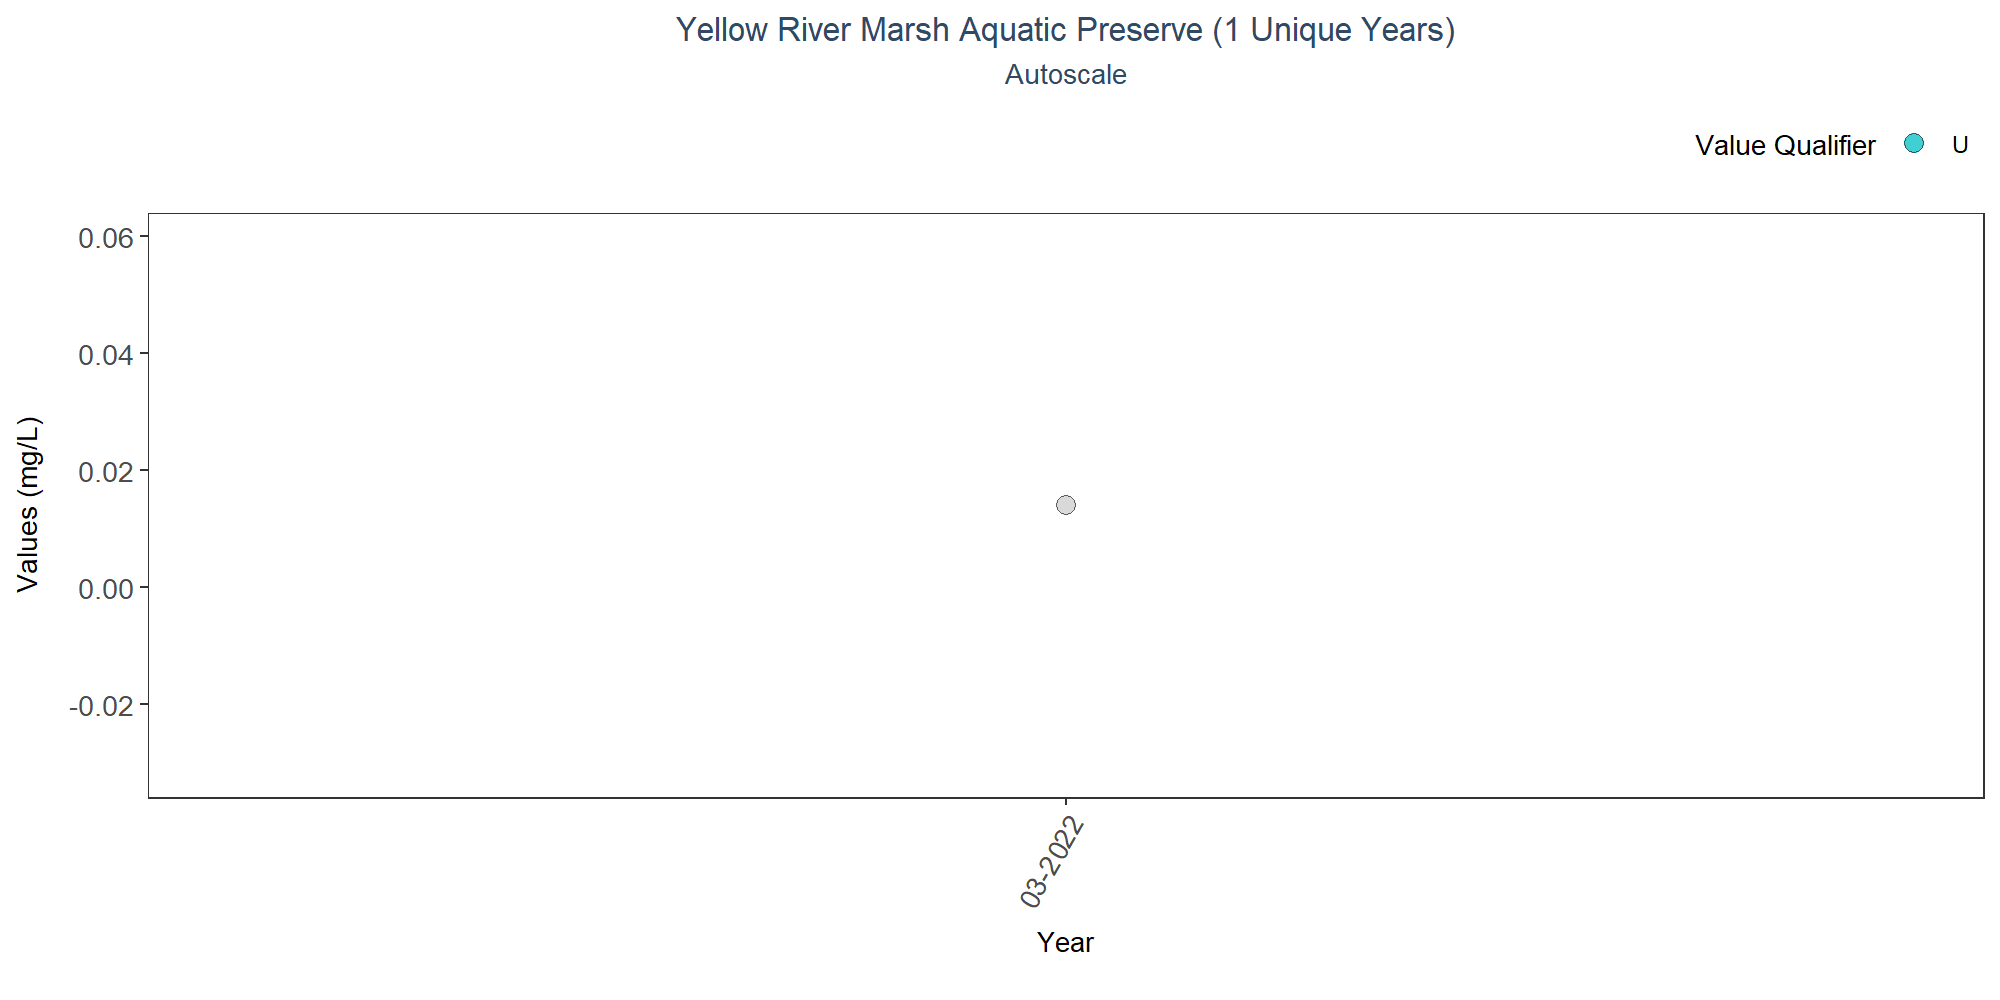 Yellow River Marsh Aquatic Preserve (1 Unique Years)
Autoscale
Value Qualifier U
0.06
0.04
0.02
0.00
-0.02
Values (mg/L)
03-2022
Year